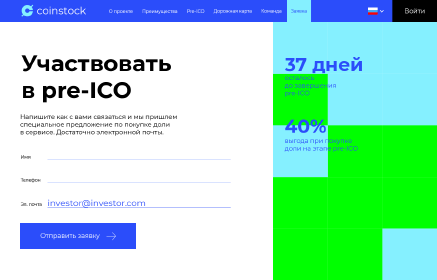 coinstock
О проекте
Преимущества
Pre-ICO
Дорожная карта
Команда
Заявка
Войти
Участвовать
в pre-ICO
Напишите как с вами связаться и мы пришлем
специальное предложение по покупке доли
в сервисе. Достаточно электронной почты.
Имя
Телефон
Эл. почта
investor@investor.com
Отправить заявку
37 дней
осталось
до завершения
pre-ICO
40%
выгода при покупке
доли на этапе pre-ICO